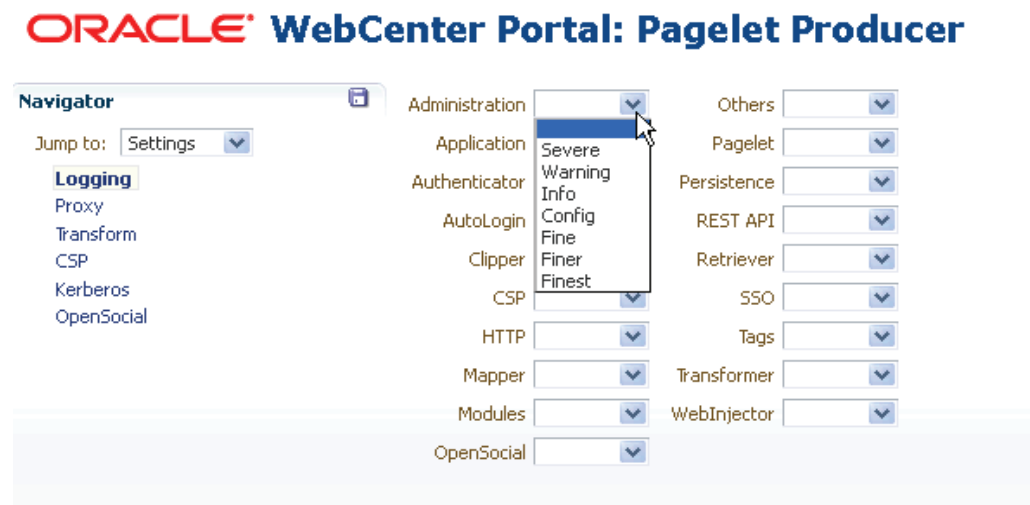 ORACLE WebCenter Portal: Pagelet Producer
Navigator
Jump to: Settings
Logging
Proxy
Transform
CSP
Kerberos
OpenSocial
Administration
Severe
Warning
Info
Config
Fine
Finer
Finest
Application
Authenticator
AutoLogin
Clipper
CSP
HTTP
Mapper
Modules
OpenSocial
Others
Pagelet
Persistence
REST API
Retriever
SSO
Tags
Transformer
WebInjector